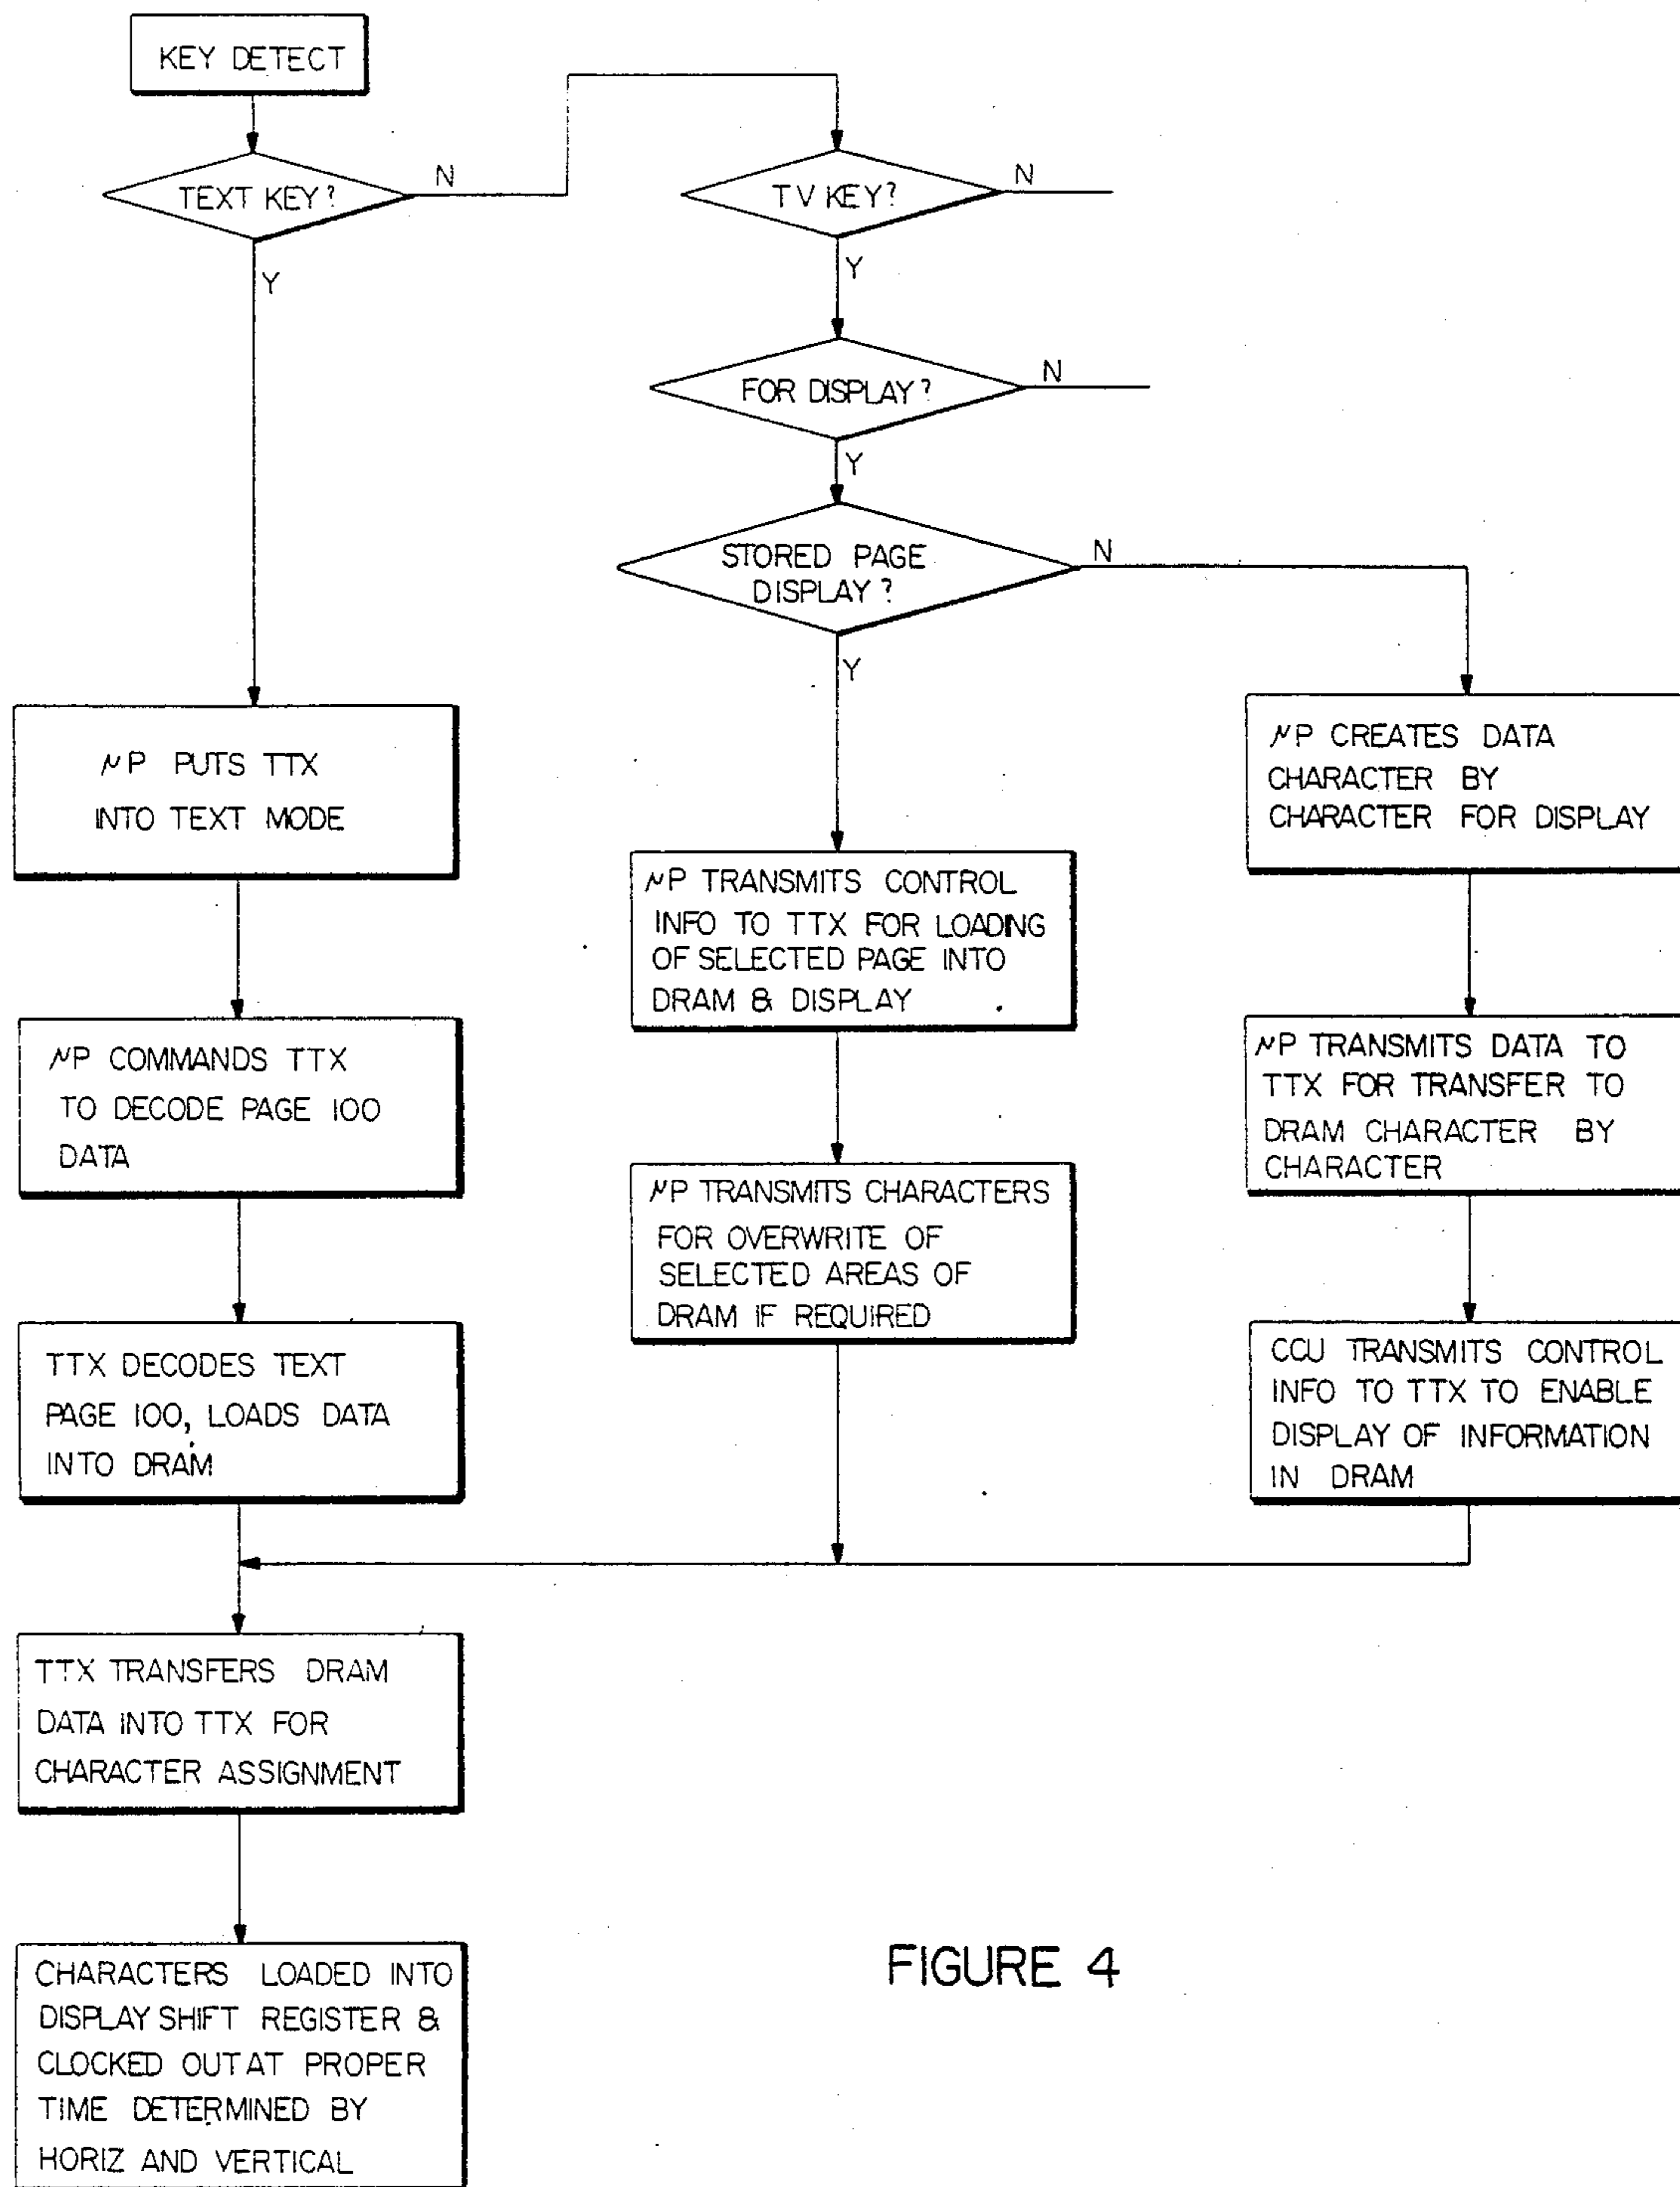 KEY DETECT
TEXT KEY?
N
Y
TV KEY?
N
Y
FOR DISPLAY?
N
Y
STORED PAGE
DISPLAY?
N
Y
μP PUTS TTX
INTO TEXT MODE
μP COMMANDS TTX
TO DECODE PAGE 100
DATA
TTX DECODES TEXT
PAGE 100, LOADS DATA
INTO DRAM
μP TRANSMITS CONTROL
INFO TO TTX FOR LOADING
OF SELECTED PAGE INTO
DRAM & DISPLAY
μP TRANSMITS CHARACTERS
FOR OVERWRITE OF
SELECTED AREAS OF
DRAM IF REQUIRED
μP CREATES DATA
CHARACTER BY
CHARACTER FOR DISPLAY
μP TRANSMITS DATA TO
TTX FOR TRANSFER TO
DRAM CHARACTER BY
CHARACTER
CCU TRANSMITS CONTROL
INFO TO TTX TO ENABLE
DISPLAY OF INFORMATION
IN DRAM
TTX TRANSFERS DRAM
DATA INTO TTX FOR
CHARACTER ASSIGNMENT
CHARACTERS LOADED INTO
DISPLAY SHIFT REGISTER &
CLOCKED OUT AT PROPER
TIME DETERMINED BY
HORIZ AND VERTICAL
FIGURE 4